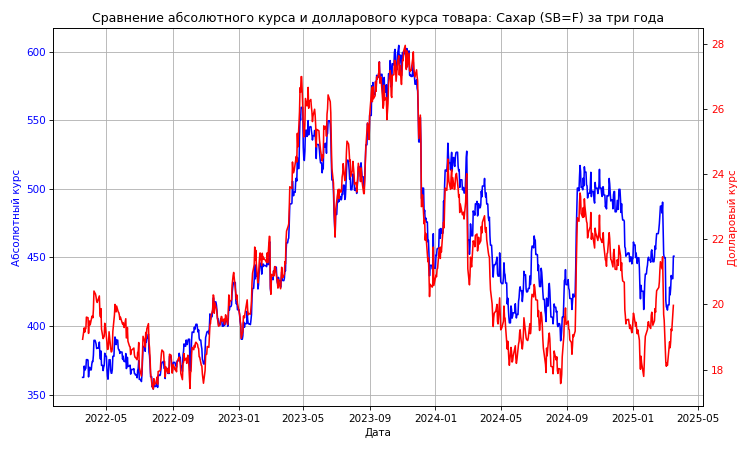 Сравнение абсолютного курса и долларового курса товара: Сахар (SB=F) за три года
600
550
500
450
400
350
Абсолютный курс
28
26
24
22
20
18
Долларовый курс
2022-05 2022-09 2023-01 2023-05 2023-09 2024-01 2024-05 2024-09 2025-01 2025-05
Дата